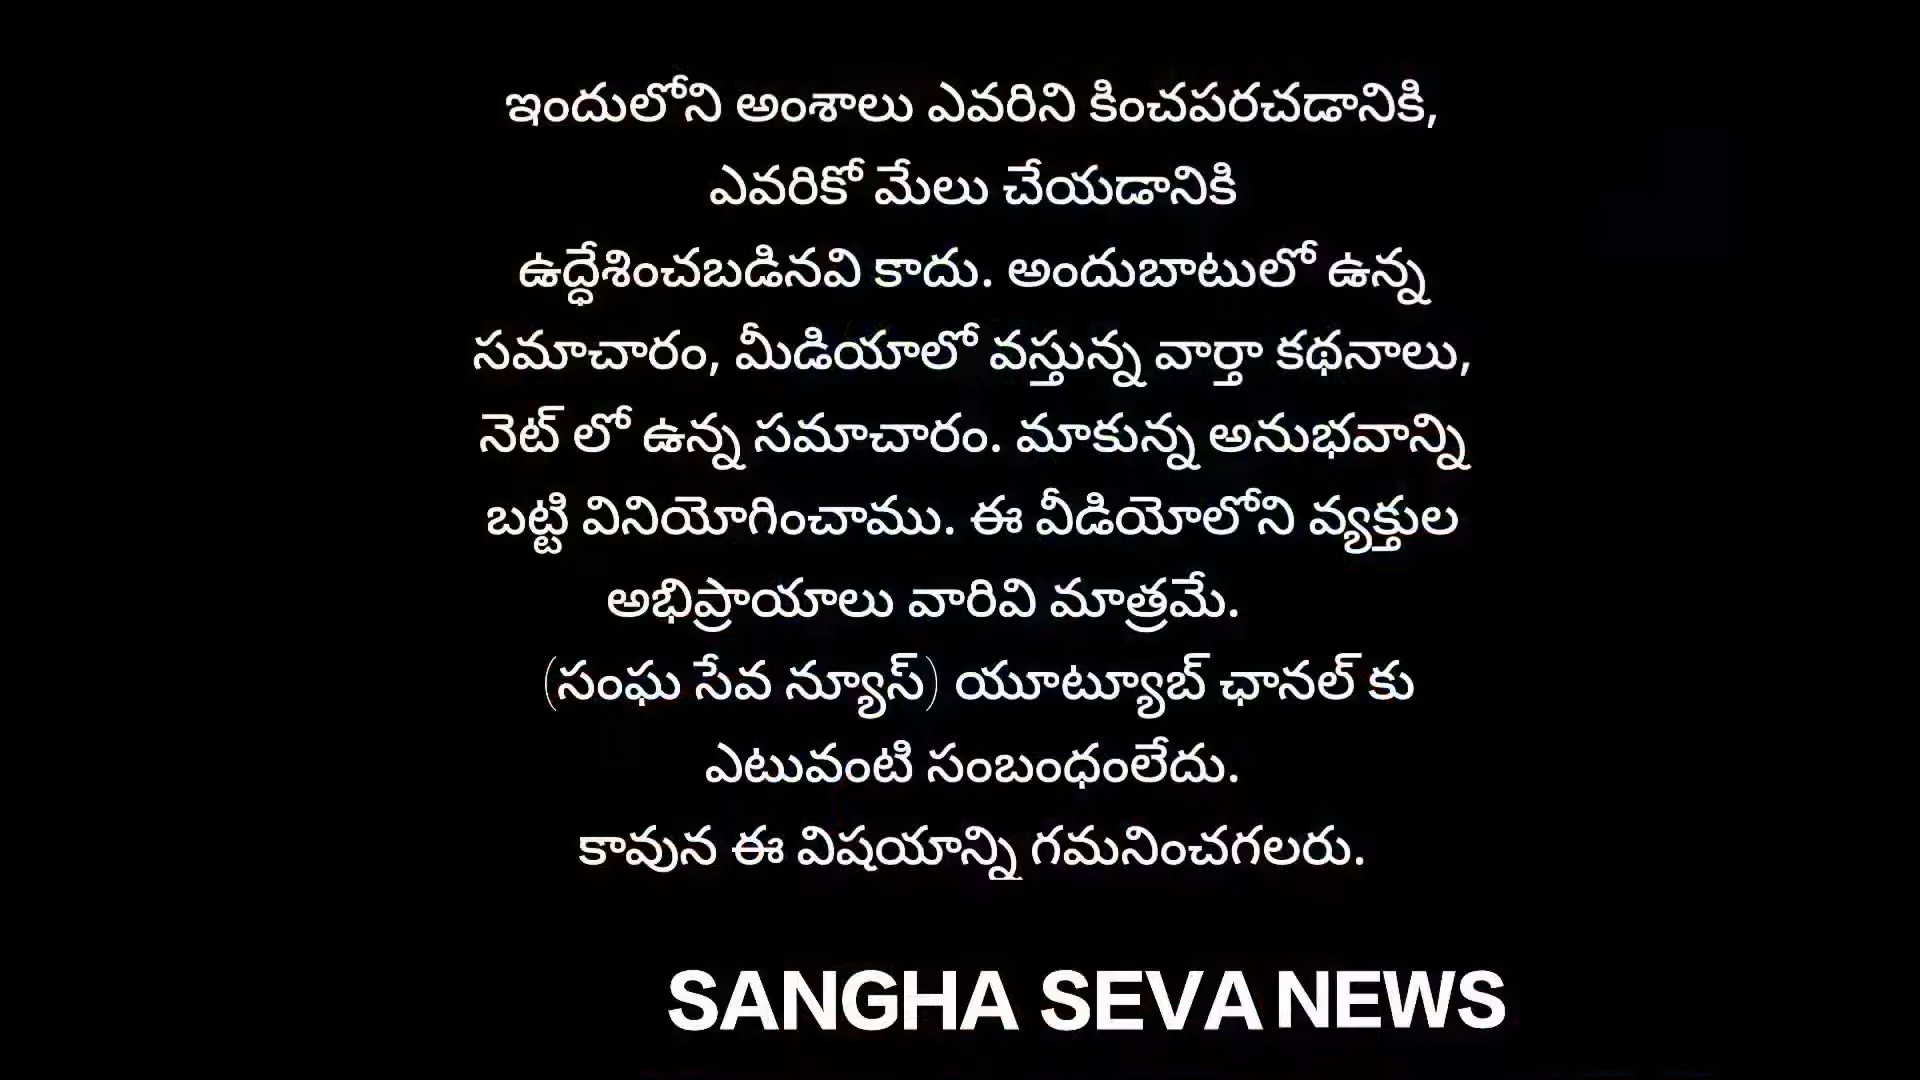 ఇందులోని అంశాలు ఎవరిని కించపరచడానికి,
ఎవరికో మేలు చేయడానికి
ఉద్ధేశించబడినవి కాదు. అందుబాటులో ఉన్న
సమాచారం, మీడియాలో వస్తున్న వార్తా కథనాలు,
నెట్ లో ఉన్న సమాచారం. మాకున్న అనుభవాన్ని
బట్టి వినియోగించాము. ఈ వీడియోలోని వ్యక్తుల
అభిప్రాయాలు వారివి మాత్రమే.
(సంఘ సేవ న్యూస్) యూట్యూబ్ ఛానల్ కు
ఎటువంటి సంబంధంలేదు.
కావున ఈ విషయాన్ని గమనించగలరు.
SANGHA SEVA NEWS